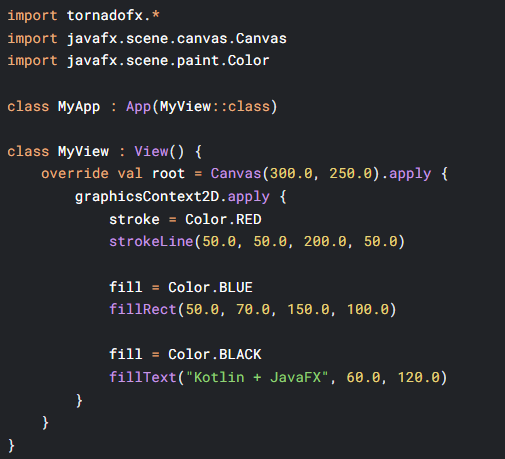 import tornadofx.*
import javafx.scene.canvas.Canvas
import javafx.scene.paint.Color

class MyApp : App(MyView::class)

class MyView : View() {
    override val root = Canvas(300.0, 250.0).apply {
        graphicsContext2D.apply {
            stroke = Color.RED
            strokeLine(50.0, 50.0, 200.0, 50.0)

            fill = Color.BLUE
            fillRect(50.0, 70.0, 150.0, 100.0)

            fill = Color.BLACK
            fillText("Kotlin + JavaFX", 60.0, 120.0)
        }
    }
}